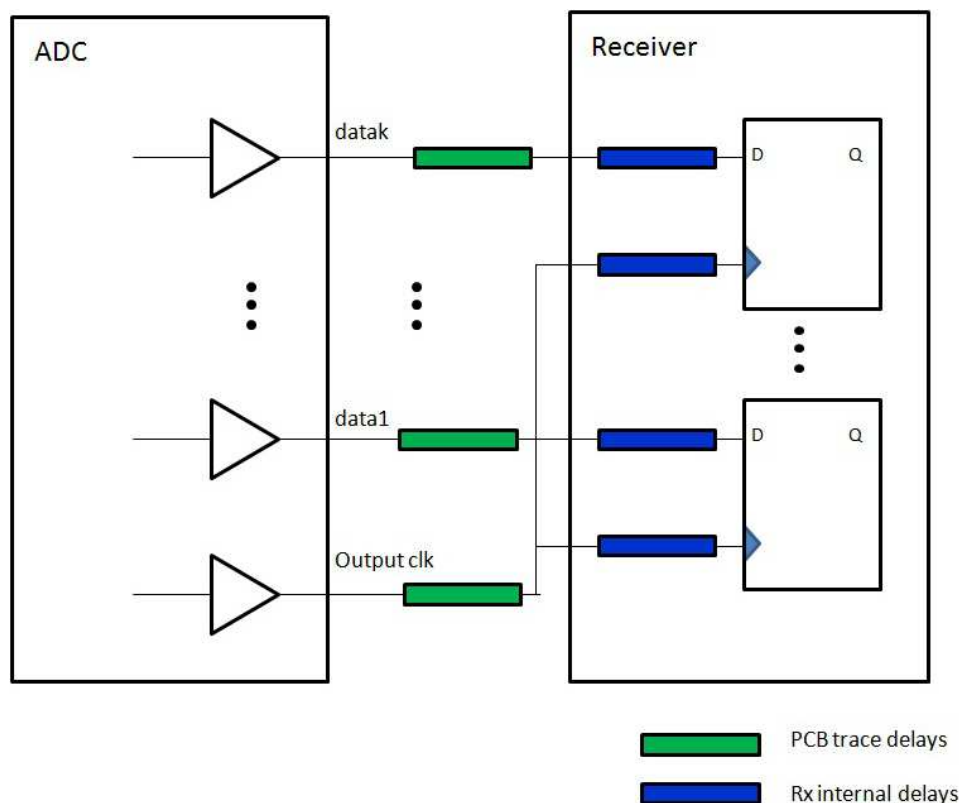 ADC
Receiver
datak
D
Q
data1
D
Q
Output clk
PCB trace delays
Rx internal delays